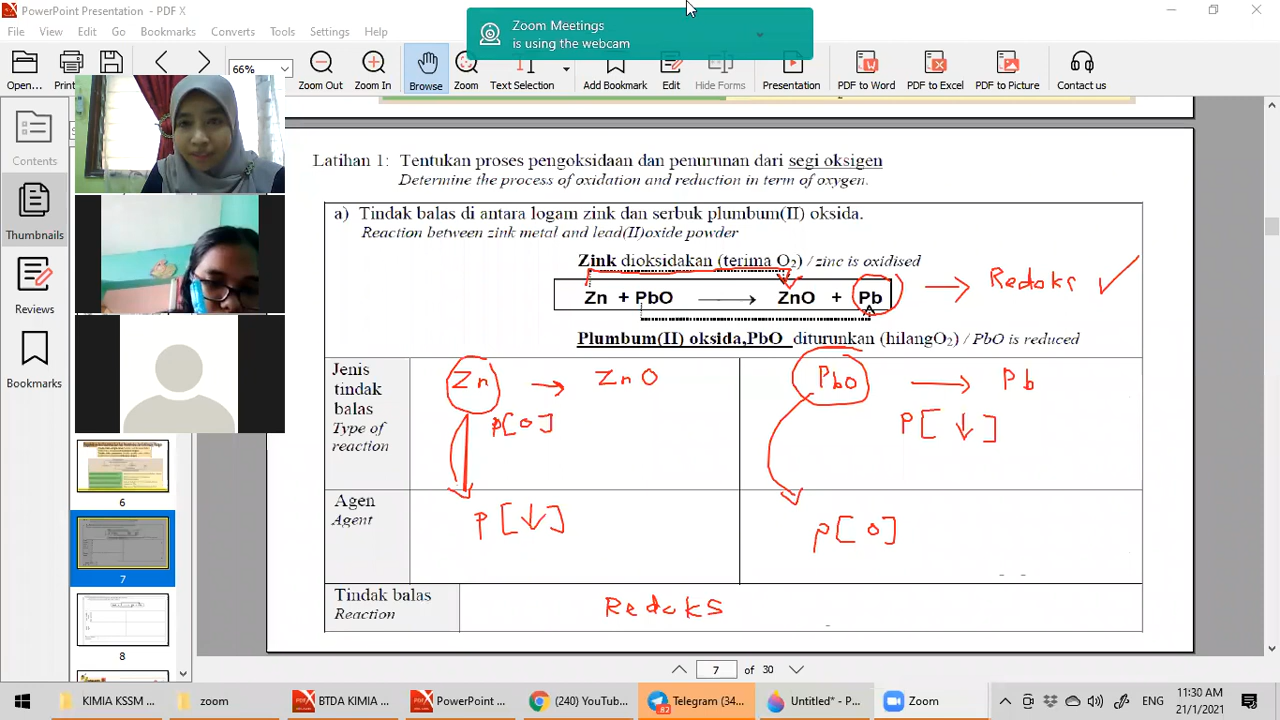 PowerPoint Presentation - PDF X
File View Edit Go Bookmarks Converts Tools Settings Help
Zoom Meetings
is using the webcam
Open... Print 66% Zoom Out Zoom In Browse Zoom Text Selection Add Bookmark Edit Hide Forms Presentation PDF to Word PDF to Excel PDF to Picture Contact us
Contents
Thumbnails
Reviews
Bookmarks
6
7
8
Latihan 1: Tentukan proses pengoksidaan dan penurunan dari segi oksigen
Determine the process of oxidation and reduction in term of oxygen.
a) Tindak balas di antara logam zink dan serbuk plumbum(II) oksida.
Reaction between zink metal and lead(II)oxide powder
Zink dioksidakan (terima O₂) / zinc is oxidised
Zn + PbO → ZnO + Pb → Redoks ✓
Plumbum(II) oksida,PbO diturunkan (hilangO₂) / PbO is reduced
Jenis
tindak
balas
Type of
reaction
Zn → ZnO
P[O]
PbO → Pb
P[↓]
Agen
Agent
P[↓]
P[O]
Tindak balas
Reaction
Redoks
7 of 30
KIMIA KSSM ... zoom BTDA KIMIA ... PowerPoint ... (240) YouTub... Telegram (34... Untitled* - P... Zoom ENG
82
11:30 AM
21/1/2021